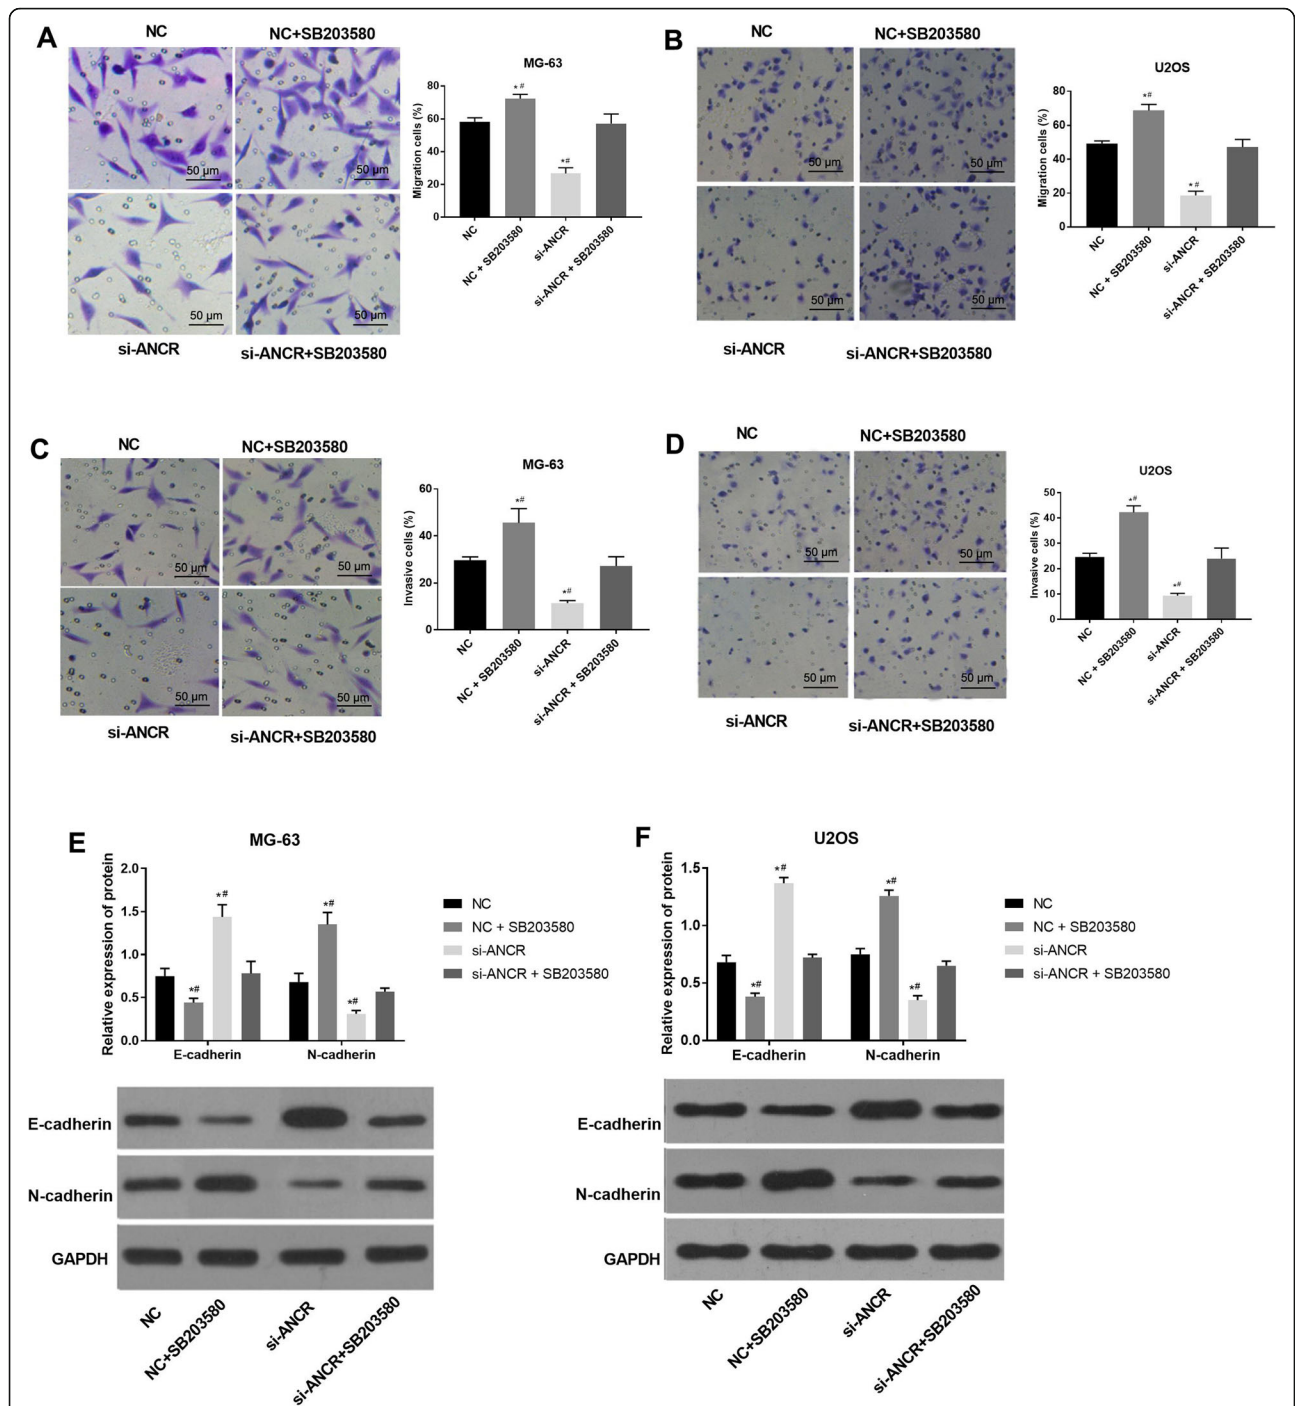 A
NC
NC+SB203580
50 µm
50 µm
50 µm
50 µm
si-ANCR
si-ANCR+SB203580
MG-63
Migration cells (%)
80
60
40
20
0
*#
*#
NC
NC + SB203580
si-ANCR
si-ANCR + SB203580
B
NC
NC+SB203580
50 µm
50 µm
50 µm
50 µm
si-ANCR
si-ANCR+SB203580
U2OS
Migration cells (%)
80
60
40
20
0
*#
*#
NC
NC + SB203580
si-ANCR
si-ANCR + SB203580
C
NC
NC+SB203580
50 µm
50 µm
50 µm
50 µm
si-ANCR
si-ANCR+SB203580
MG-63
Invasive cells (%)
60
40
20
0
*#
*#
NC
NC + SB203580
si-ANCR
si-ANCR + SB203580
D
NC
NC+SB203580
50 µm
50 µm
50 µm
50 µm
si-ANCR
si-ANCR+SB203580
U2OS
Invasive cells (%)
50
40
30
20
10
0
*#
*#
NC
NC + SB203580
si-ANCR
si-ANCR + SB203580
E
MG-63
Relative expression of protein
2.0
1.5
1.0
0.5
0.0
*#
*#
*#
*#
E-cadherin
N-cadherin
NC
NC + SB203580
si-ANCR
si-ANCR + SB203580
E-cadherin
N-cadherin
GAPDH
NC
NC+SB203580
si-ANCR
si-ANCR+SB203580
F
U2OS
Relative expression of protein
1.5
1.0
0.5
0.0
*#
*#
*#
*#
E-cadherin
N-cadherin
NC
NC + SB203580
si-ANCR
si-ANCR + SB203580
E-cadherin
N-cadherin
GAPDH
NC
NC+SB203580
si-ANCR
si-ANCR+SB203580